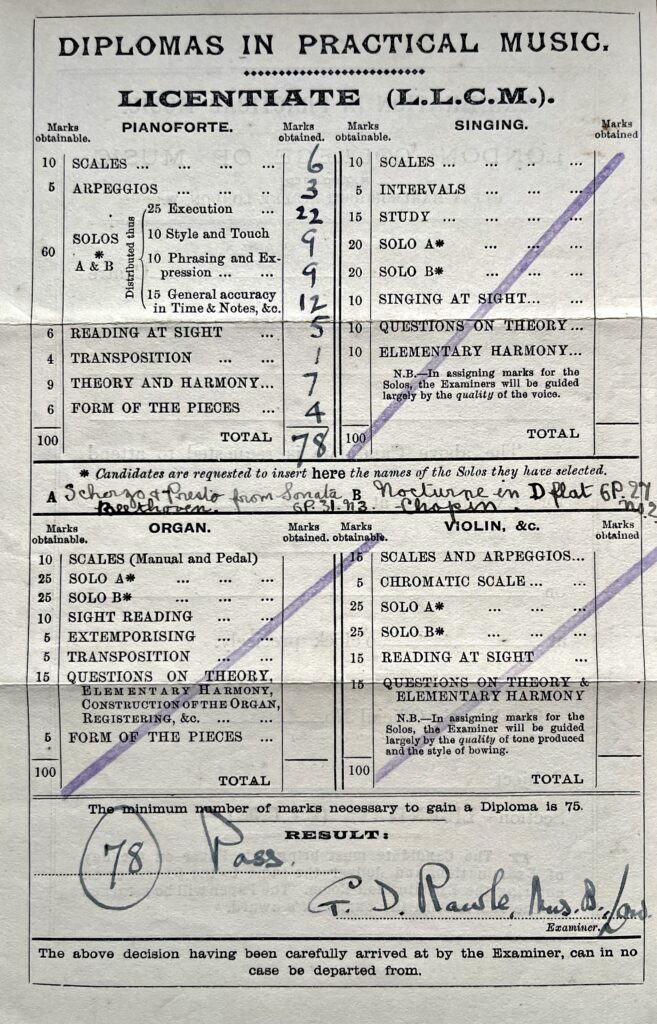 DIPLOMAS IN PRACTICAL MUSIC.
LICENTIATE (L.L.C.M.).
Marks obtainable. PIANOFORTE. Marks obtained.
10 SCALES ... ... ... ... 6
5 ARPEGGIOS ... ... ... 3
60 SOLOS * A & B Distributed thus
25 Execution ... 22
10 Style and Touch 9
10 Phrasing and Ex-
pression ... ... 9
15 General accuracy
in Time & Notes, &c. 12
6 READING AT SIGHT ... ... 5
4 TRANSPOSITION ... ... 1
9 THEORY AND HARMONY... 7
6 FORM OF THE PIECES ... 4
100 TOTAL 78
Marks obtainable. SINGING. Marks obtained
10 SCALES ... ... ... ...
5 INTERVALS ... ... ...
15 STUDY ... ... ... ...
20 SOLO A* ... ... ...
20 SOLO B* ... ... ...
10 SINGING AT SIGHT... ...
10 QUESTIONS ON THEORY...
10 ELEMENTARY HARMONY...
N.B.—In assigning marks for the
Solos, the Examiners will be guided
largely by the quality of the voice.
100 TOTAL
* Candidates are requested to insert here the names of the Solos they have selected.
A Scherzo & Presto from Sonata
Beethoven. Op. 31. N3.
B Nocturne in D flat Op. 27
Chopin. No. 2
Marks obtainable. ORGAN. Marks obtained.
10 SCALES (Manual and Pedal)
25 SOLO A* ... ... ...
25 SOLO B* ... ... ...
10 SIGHT READING ... ...
5 EXTEMPORISING ... ...
5 TRANSPOSITION ... ...
15 QUESTIONS ON THEORY,
ELEMENTARY HARMONY,
CONSTRUCTION OF THE ORGAN,
REGISTERING, &c. ... ...
5 FORM OF THE PIECES ...
100 TOTAL
Marks obtainable. VIOLIN, &c. Marks obtained
15 SCALES AND ARPEGGIOS...
5 CHROMATIC SCALE ... ...
25 SOLO A* ... ... ...
25 SOLO B* ... ... ...
15 READING AT SIGHT ... ...
15 QUESTIONS ON THEORY &
ELEMENTARY HARMONY
N.B.—In assigning marks for the
Solos, the Examiner will be guided
largely by the quality of tone produced
and the style of bowing.
100 TOTAL
The minimum number of marks necessary to gain a Diploma is 75.
RESULT:
78 Pass.
G. D. Rawle, Mus. B., Lond.
Examiner.
The above decision having been carefully arrived at by the Examiner, can in no
case be departed from.